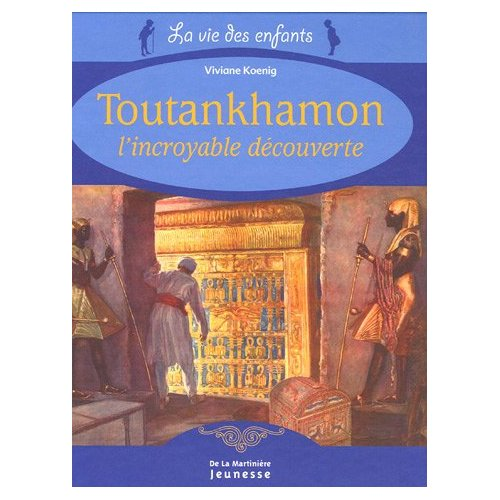 La vie des enfants
Viviane Koenig
Toutankhamon
l'incroyable découverte
De La Martinière
Jeunesse